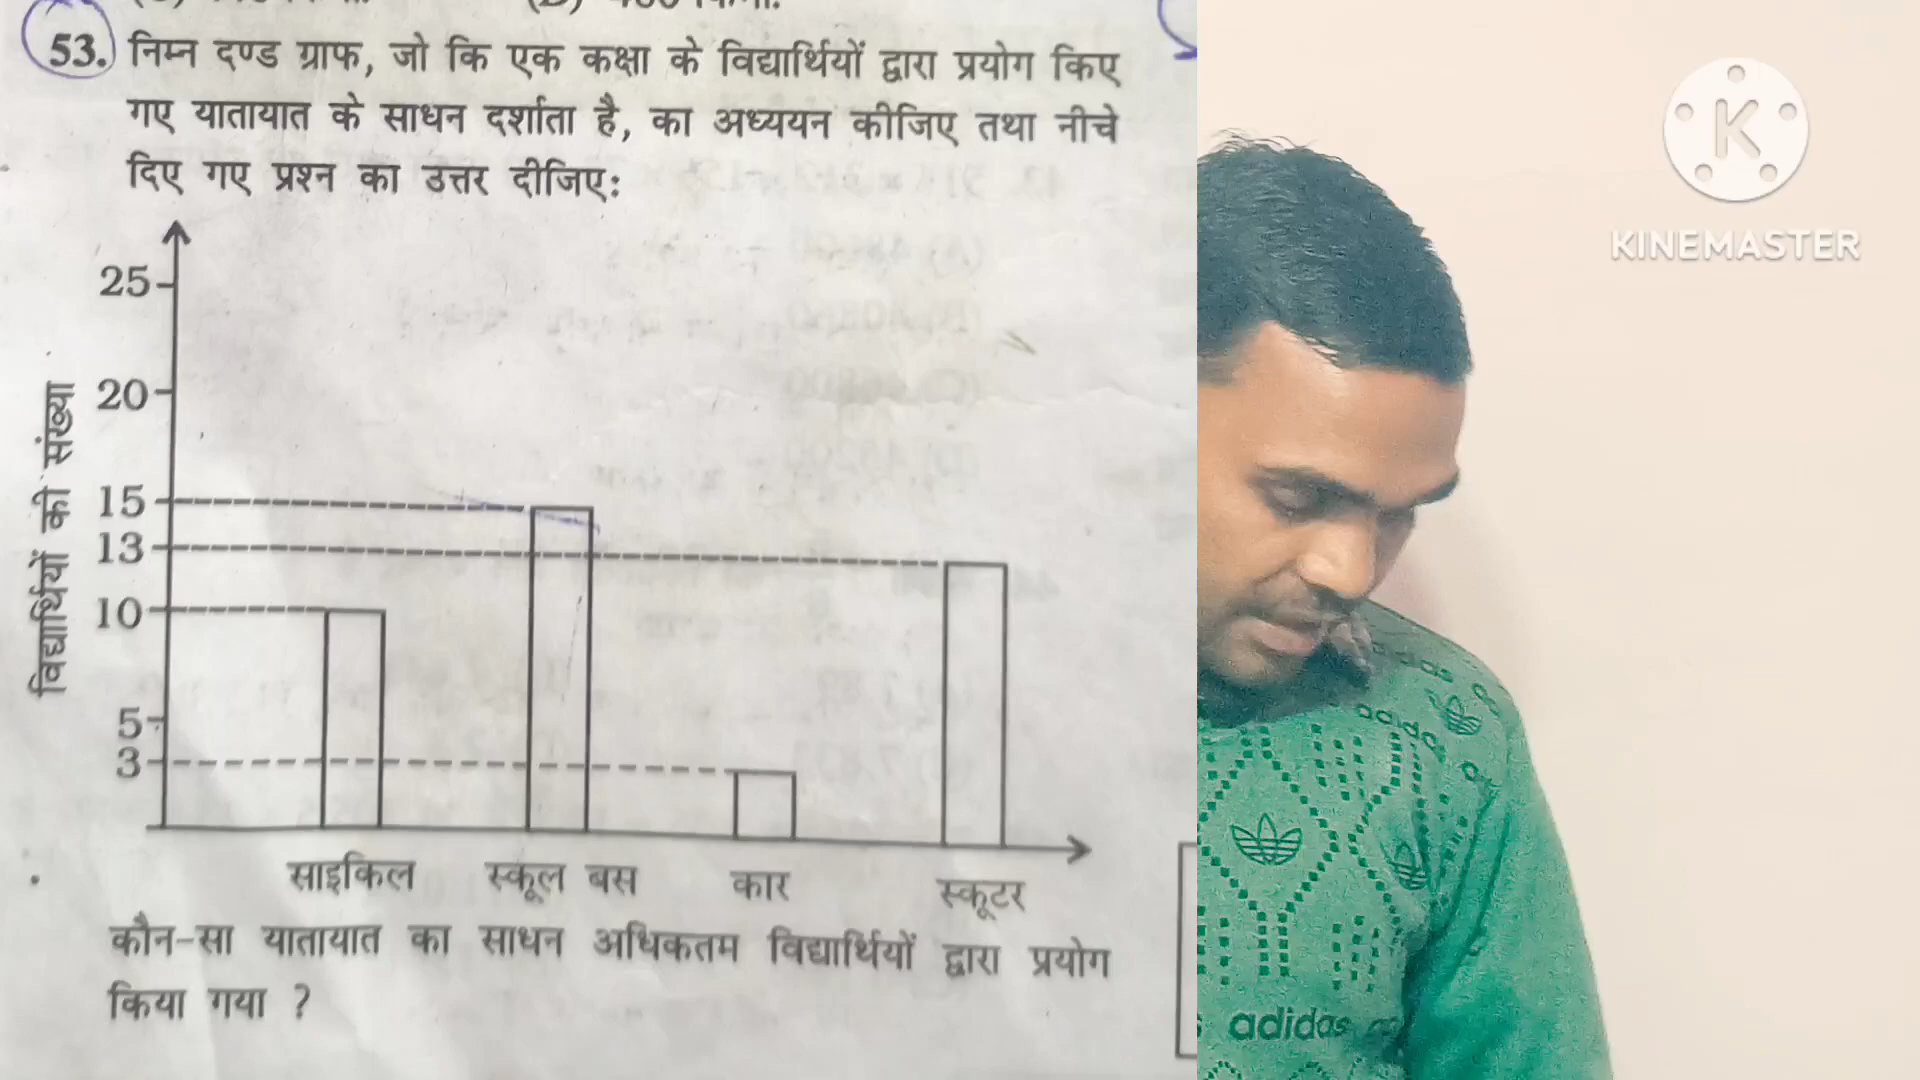 53. निम्न दण्ड ग्राफ, जो कि एक कक्षा के विद्यार्थियों द्वारा प्रयोग किए
गए यातायात के साधन दर्शाता है, का अध्ययन कीजिए तथा नीचे
दिए गए प्रश्न का उत्तर दीजिए:
25
20
15
13
10
5
3
विद्यार्थियों की संख्या
साइकिल स्कूल बस कार स्कूटर
कौन-सा यातायात का साधन अधिकतम विद्यार्थियों द्वारा प्रयोग
किया गया ?
K
KINEMASTER
adidas
adidas